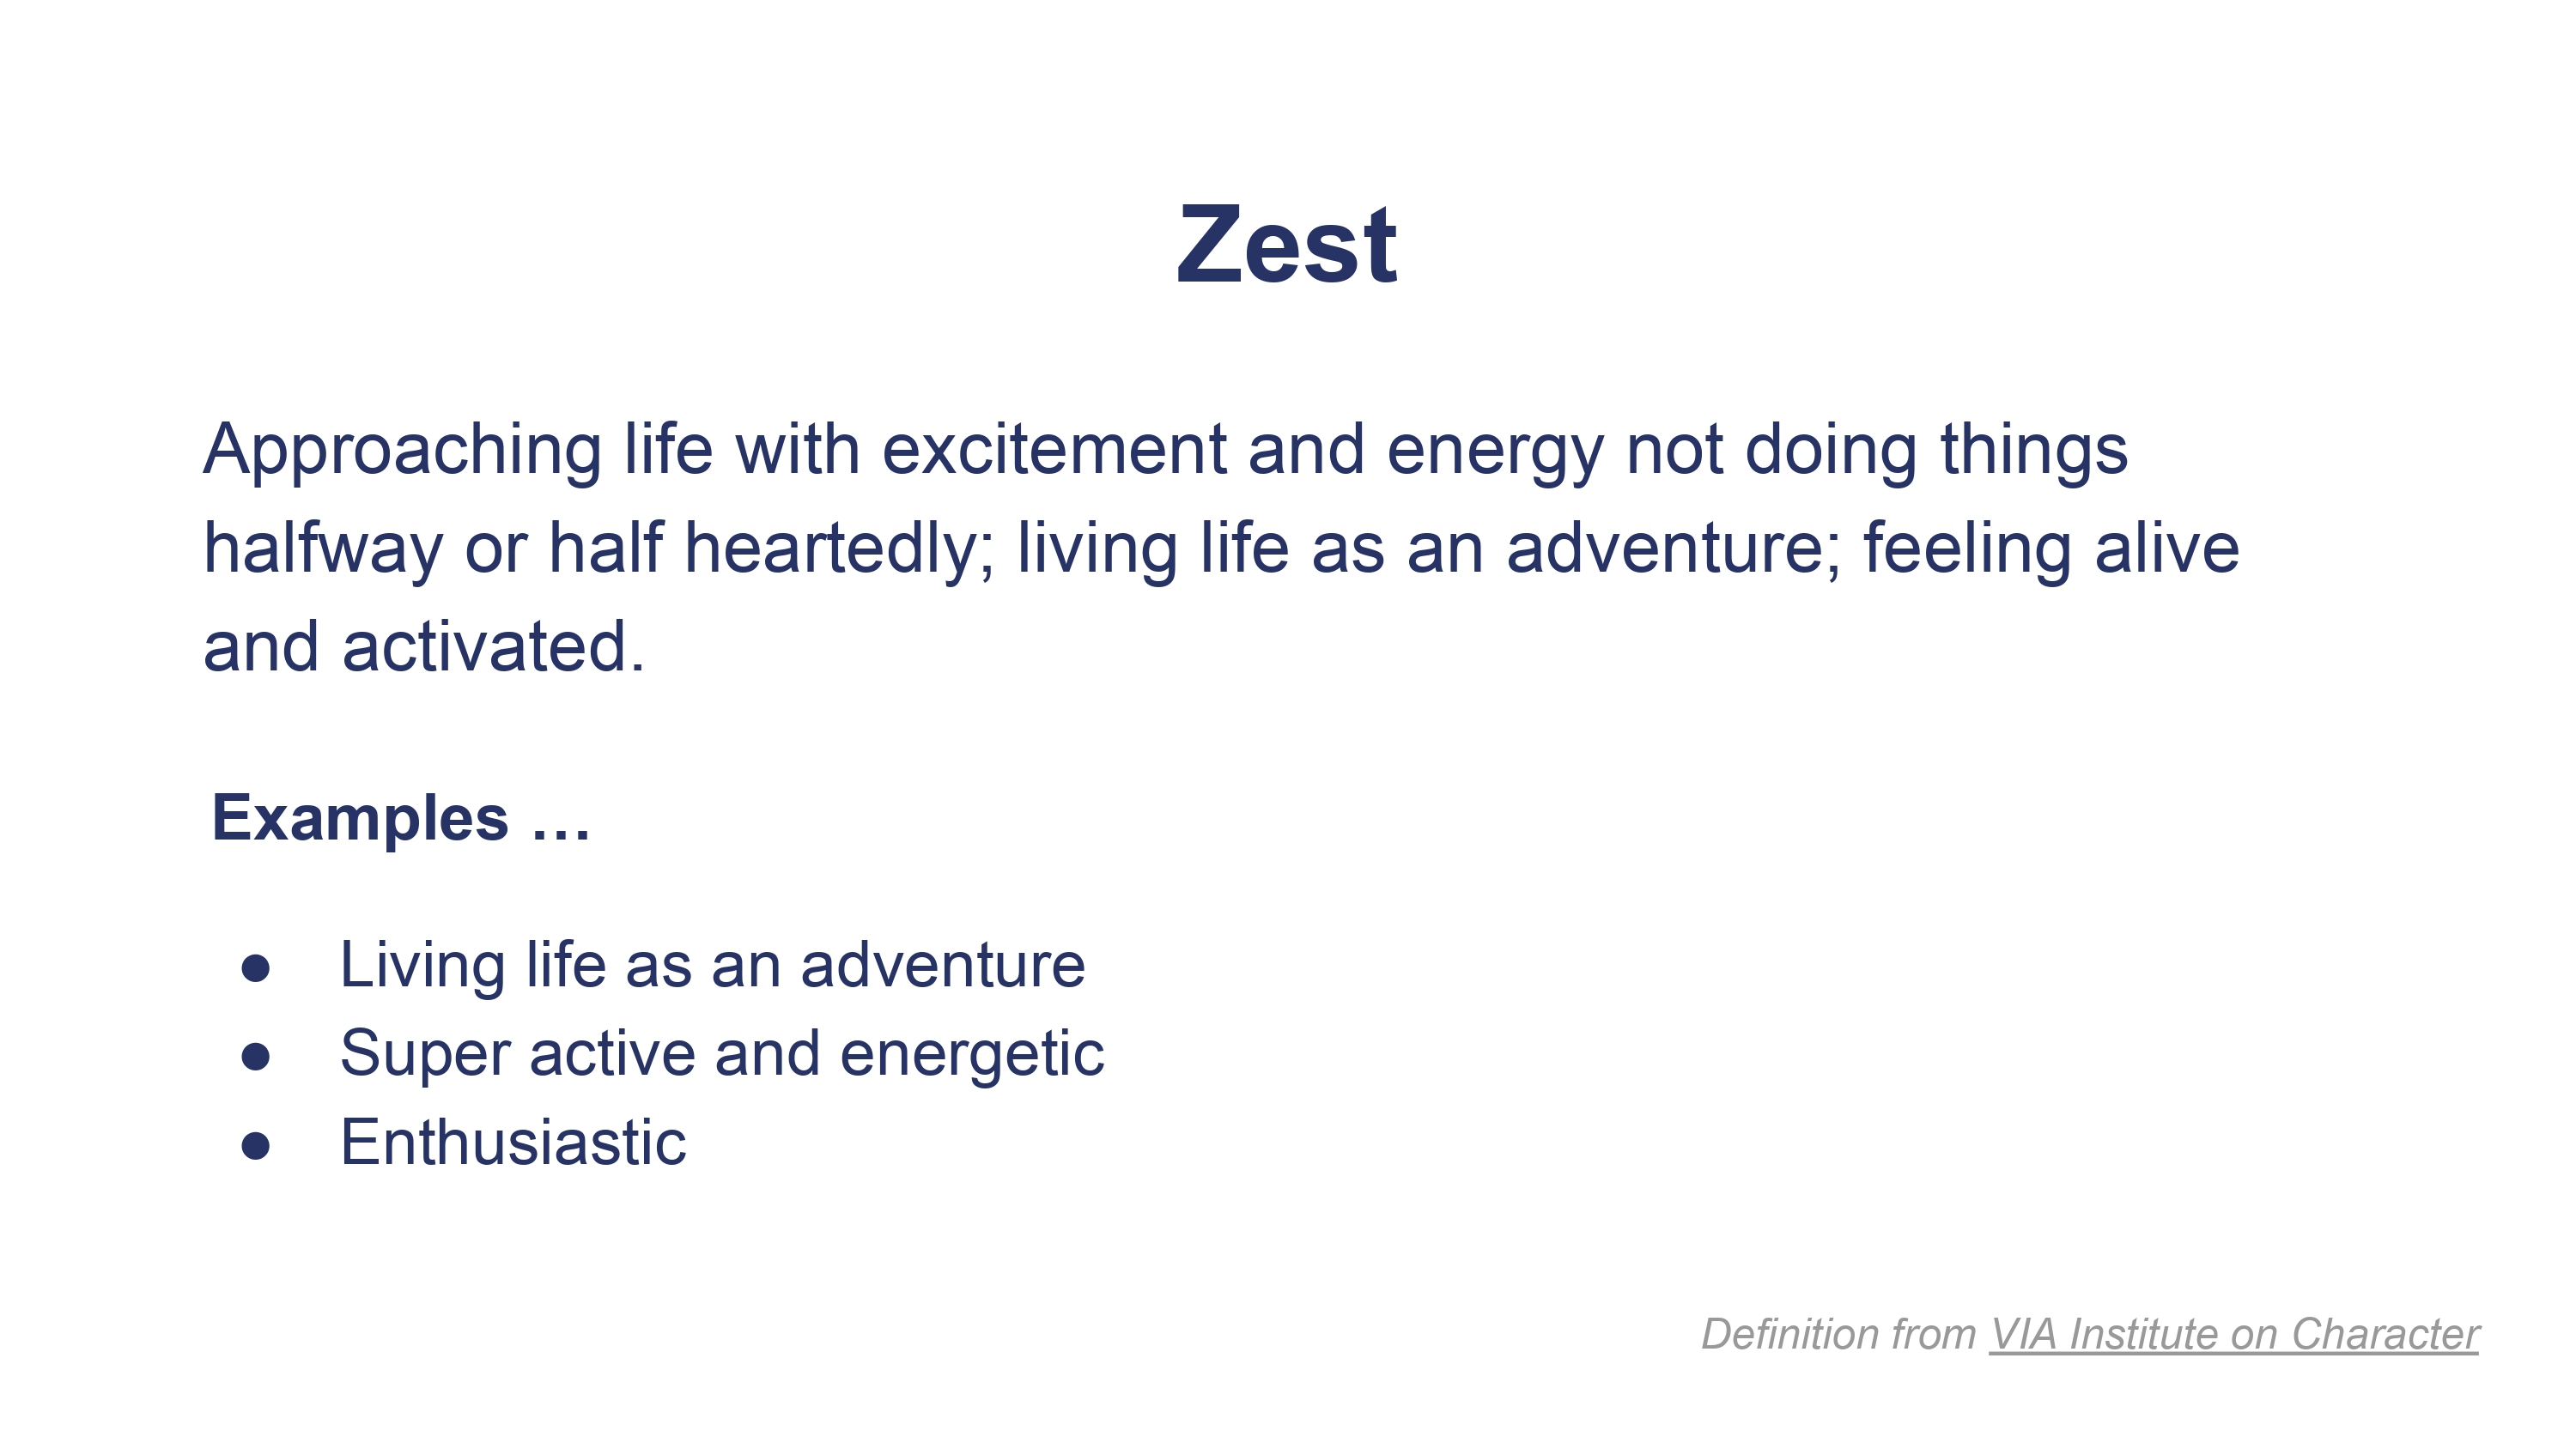 Zest
Approaching life with excitement and energy not doing things
halfway or half heartedly; living life as an adventure; feeling alive
and activated.
Examples …
● Living life as an adventure
● Super active and energetic
● Enthusiastic
Definition from VIA Institute on Character